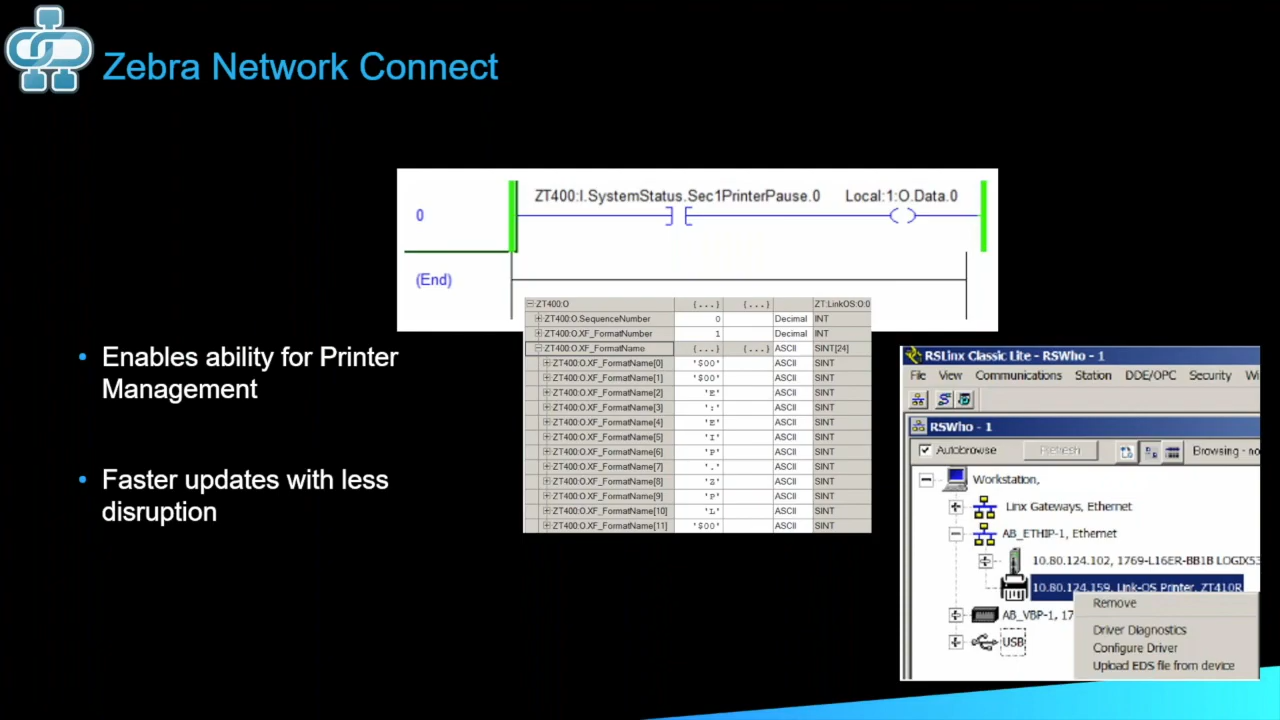 Zebra Network Connect
ZT400:I.SystemStatus.Sec1PrinterPause.0 Local:1:O.Data.0
0
(End)
ZT400:O {...} {...} ZT:LinkOS:O:0
ZT400:O.SequenceNumber 0 Decimal INT
ZT400:O.XF_FormatNumber 1 Decimal INT
ZT400:O.XF_FormatName {...} {...} ASCII SINT[24]
ZT400:O.XF_FormatName[0] '$00' ASCII SINT
ZT400:O.XF_FormatName[1] '$00' ASCII SINT
ZT400:O.XF_FormatName[2] 'E' ASCII SINT
ZT400:O.XF_FormatName[3] ':' ASCII SINT
ZT400:O.XF_FormatName[4] 'E' ASCII SINT
ZT400:O.XF_FormatName[5] 'I' ASCII SINT
ZT400:O.XF_FormatName[6] 'P' ASCII SINT
ZT400:O.XF_FormatName[7] '.' ASCII SINT
ZT400:O.XF_FormatName[8] 'Z' ASCII SINT
ZT400:O.XF_FormatName[9] 'P' ASCII SINT
ZT400:O.XF_FormatName[10] 'L' ASCII SINT
ZT400:O.XF_FormatName[11] '$00' ASCII SINT
• Enables ability for Printer
Management
• Faster updates with less
disruption
RSLinx Classic Lite - RSWho - 1
File View Communications Station DDE/OPC Security Wi
RSWho - 1
Autobrowse Refresh Browsing - no
Workstation,
Linx Gateways, Ethernet
AB_ETHIP-1, Ethernet
10.80.124.102, 1769-L16ER-BB1B LOGIX53
10.80.124.159, Link-OS Printer, ZT410R
AB_VBP-1, 17
USB
Remove
Driver Diagnostics
Configure Driver
Upload EDS file from device